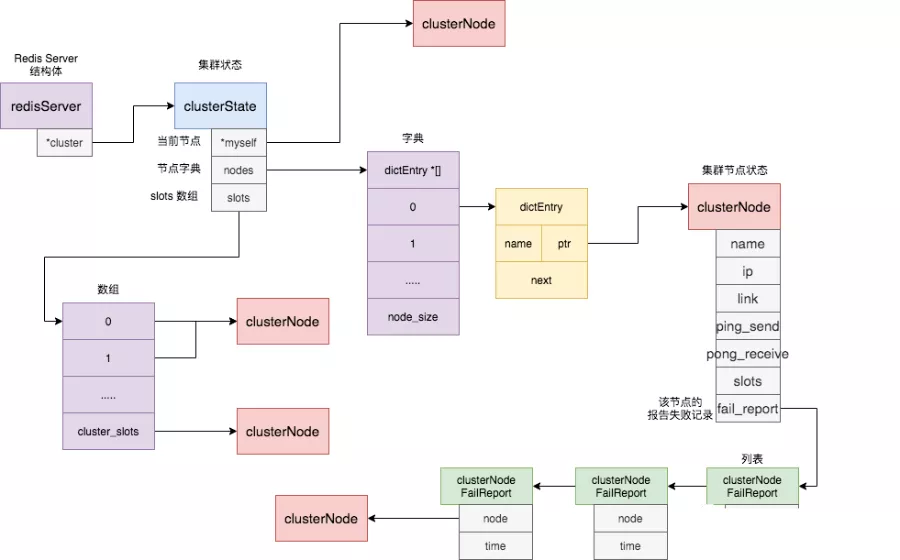 clusterNode
Redis Server
结构体
集群状态
redisServer
clusterState
*cluster
当前节点
*myself
字典
节点字典
nodes
dictEntry *[]
集群节点状态
slots 数组
slots
0
dictEntry
clusterNode
1
name
ptr
name
.....
next
ip
数组
node_size
link
0
clusterNode
ping_send
1
pong_receive
.....
slots
该节点的
报告失败记录
fail_report
cluster_slots
clusterNode
列表
clusterNode
FailReport
clusterNode
FailReport
clusterNode
FailReport
clusterNode
node
node
time
time